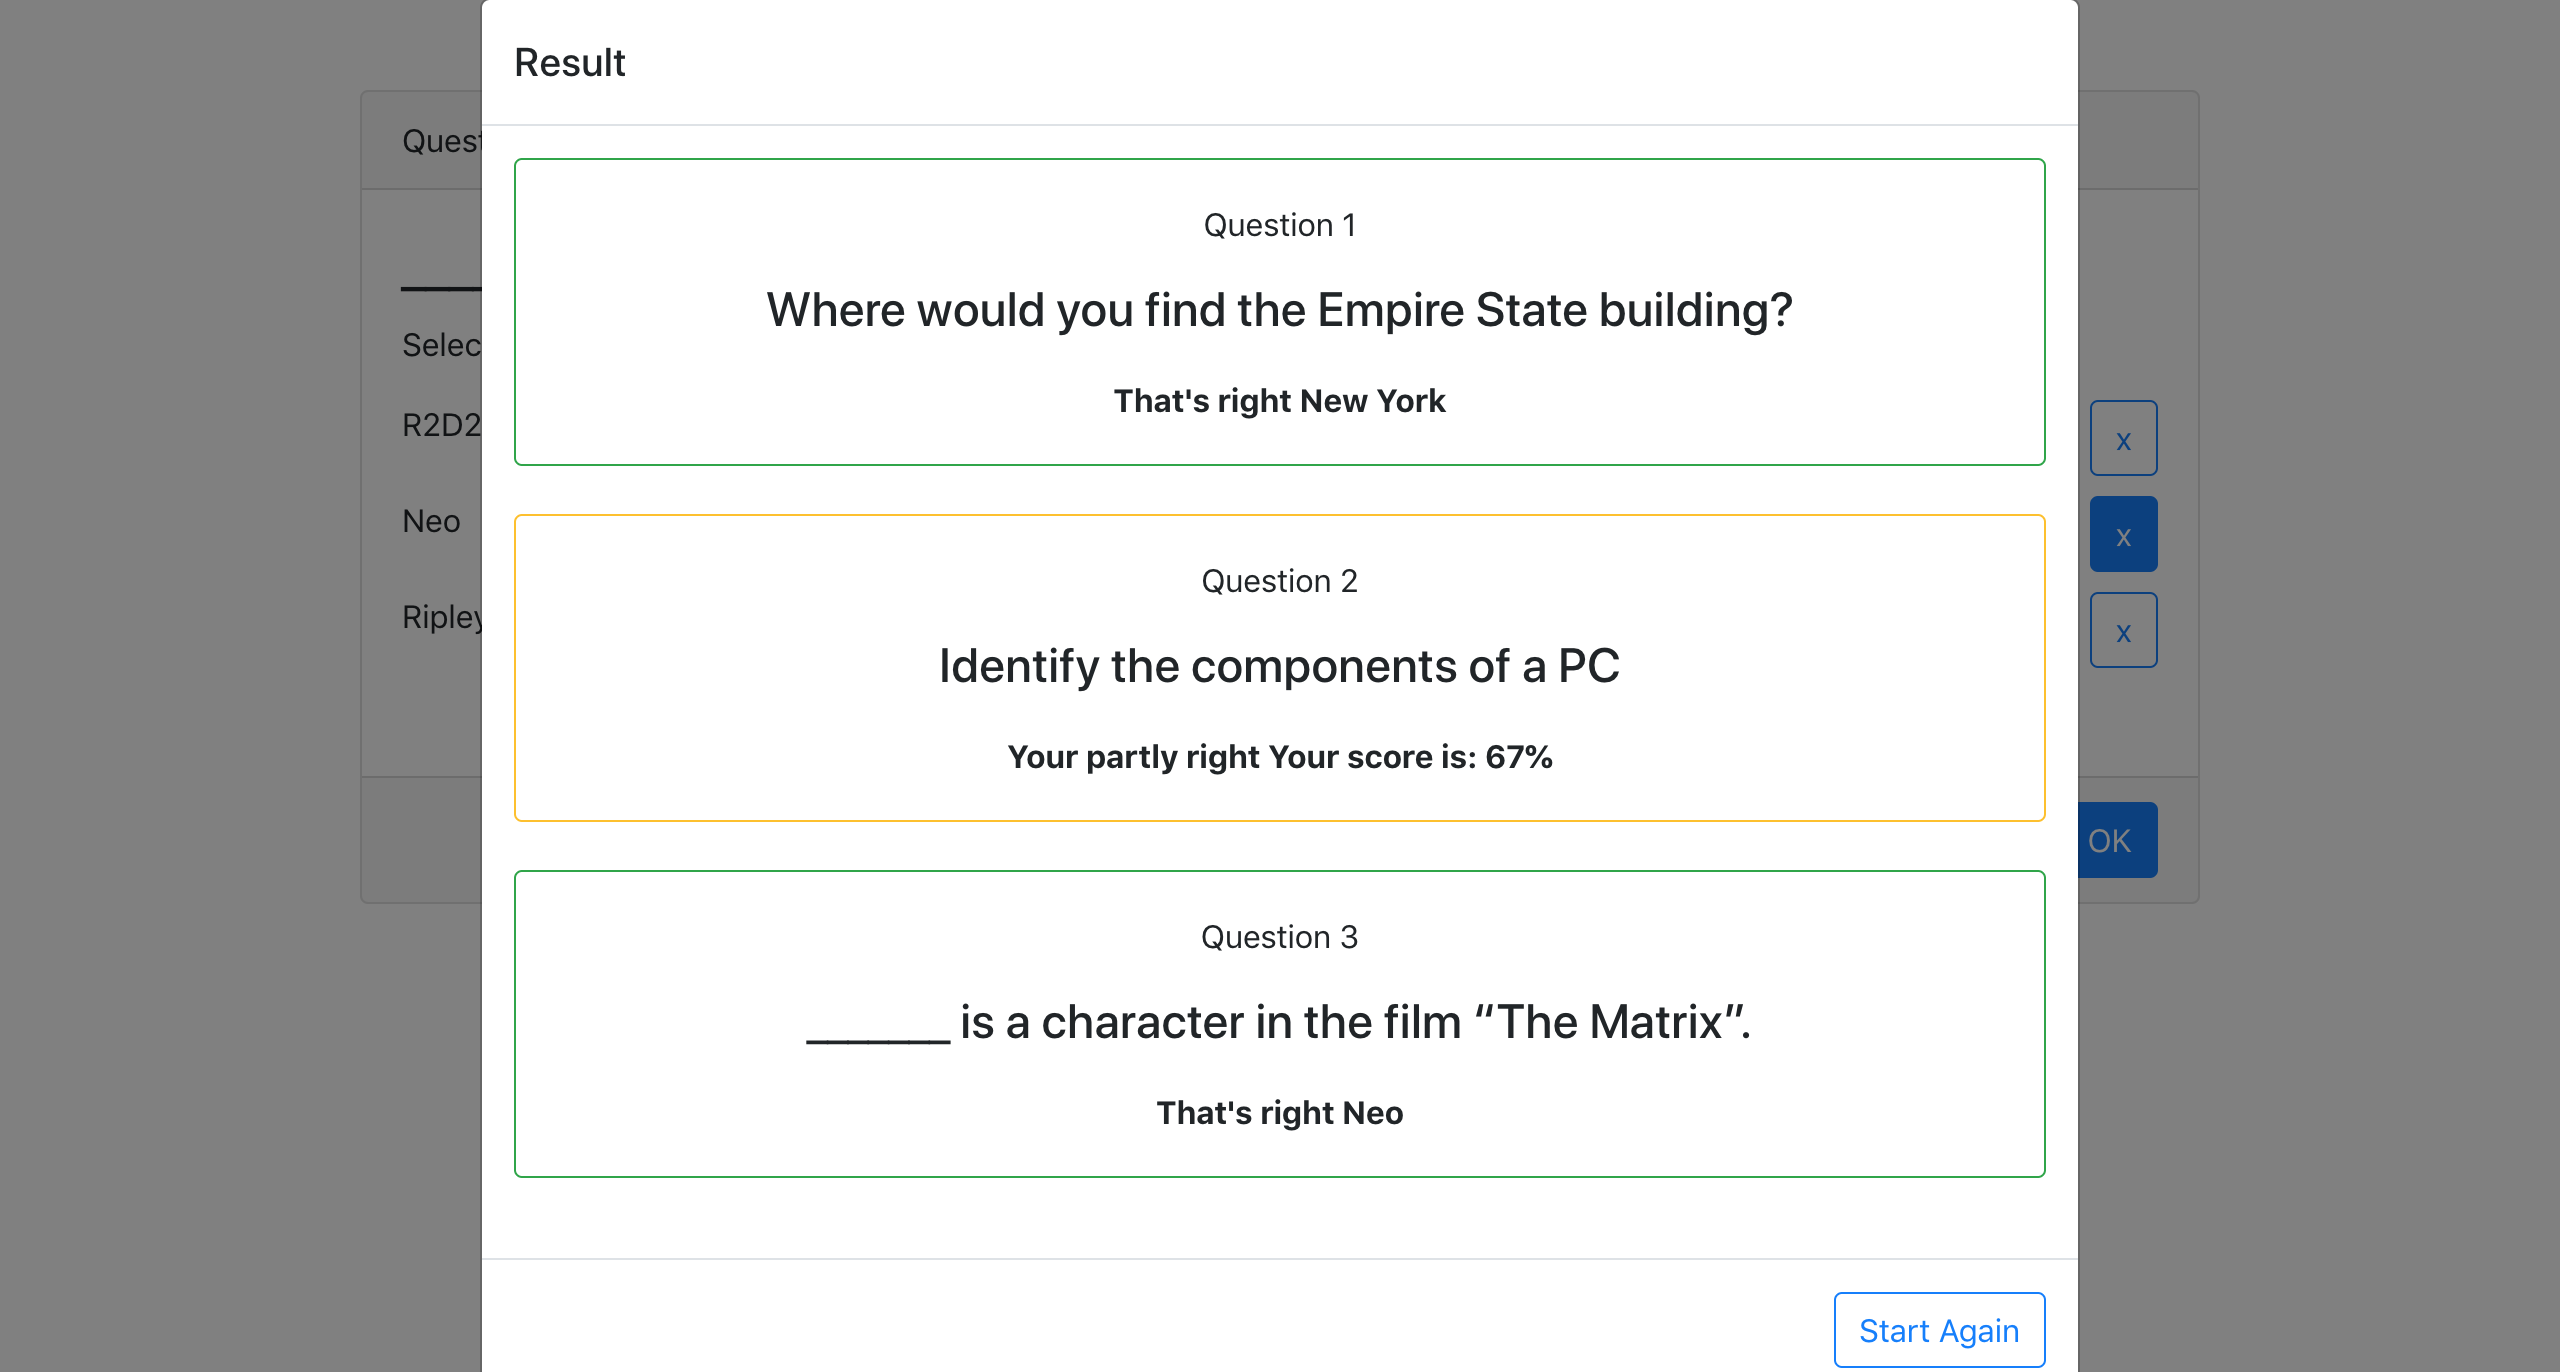 Result
Question 1
Where would you find the Empire State building?
That's right New York
Question 2
Identify the components of a PC
Your partly right Your score is: 67%
Question 3
_______ is a character in the film “The Matrix”.
That's right Neo
Start Again
Quest
Selec
R2D2
x
Neo
x
Ripley
x
OK